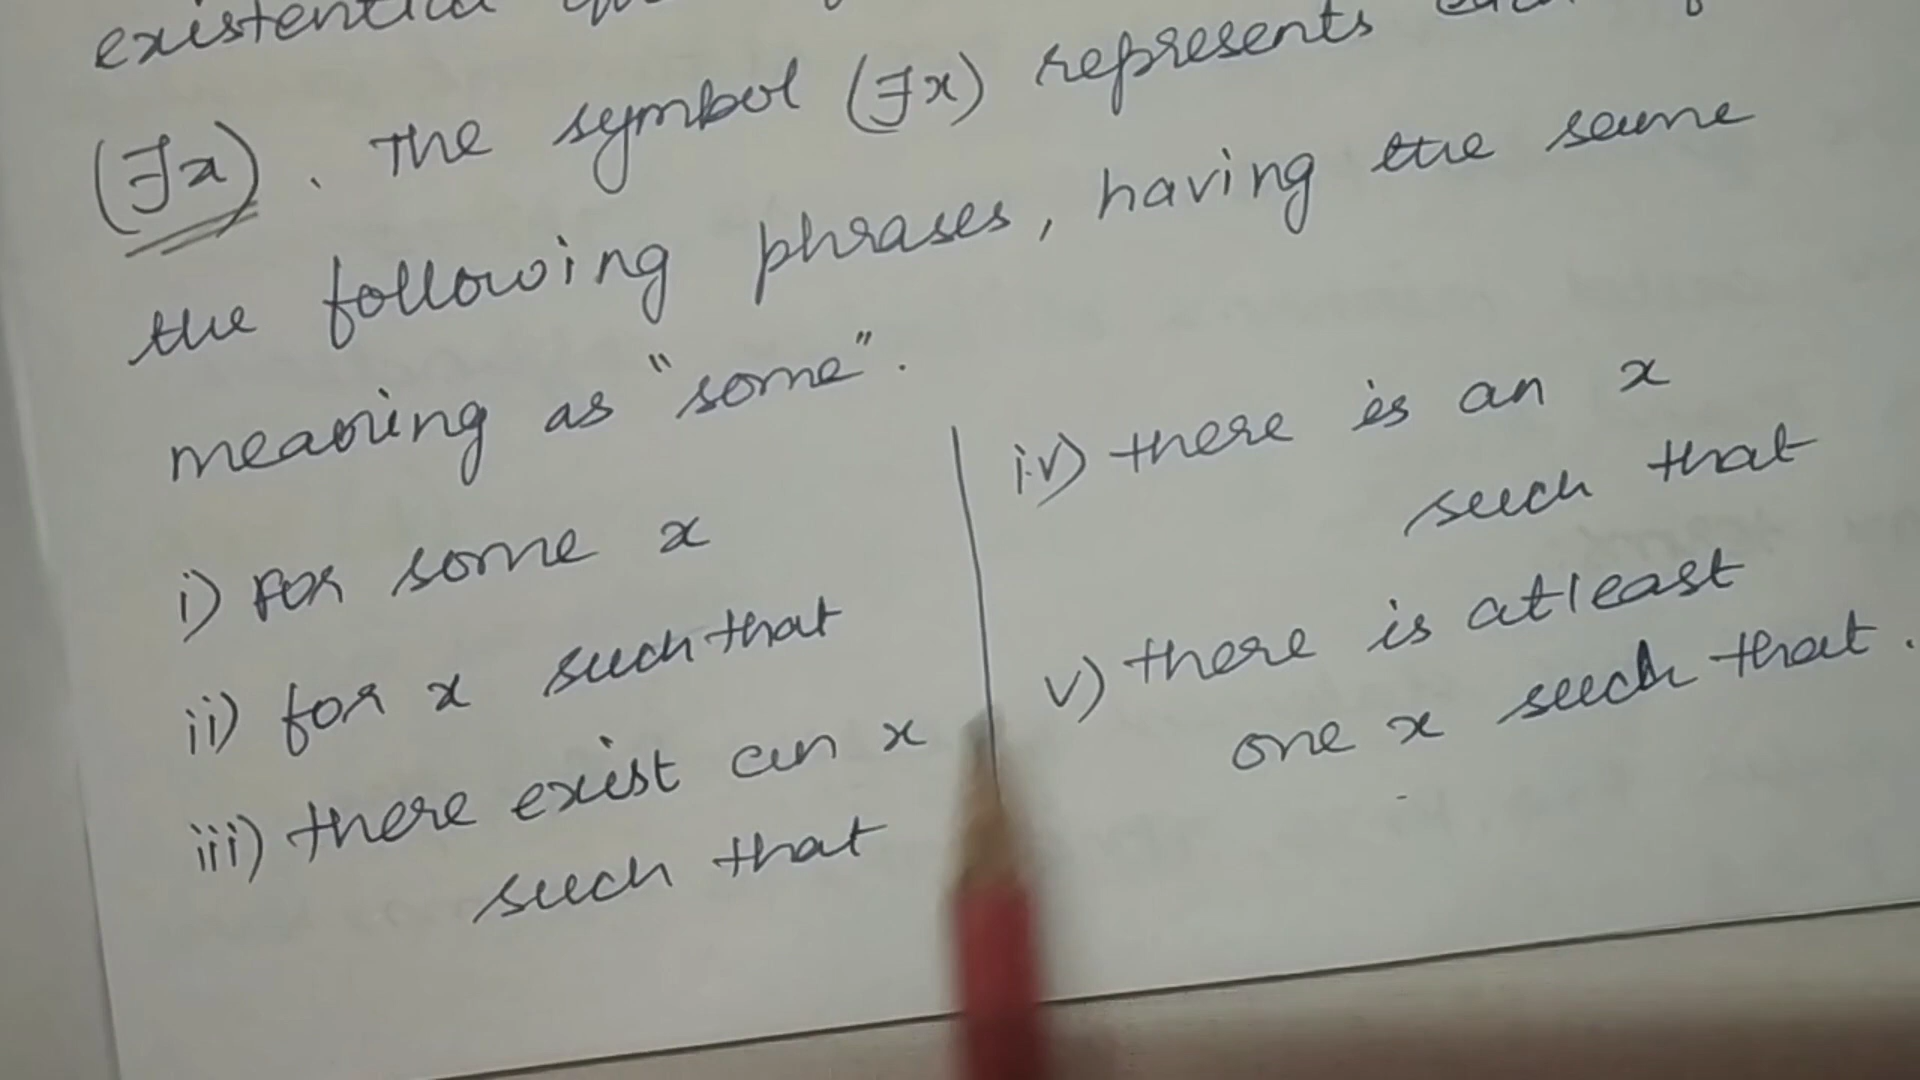 existential
(∃x). The symbol (∃x) represents
the following phrases, having the same
meaning as "some".
i) For some x
ii) for x such that
iii) there exist an x
such that
iv) there is an x
such that
v) there is atleast
one x such that.